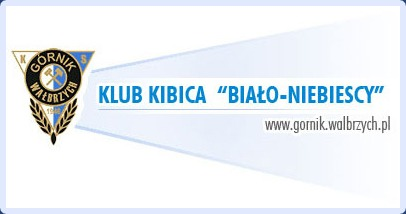 K S
GÓRNIK
WAŁBRZYCH
KLUB KIBICA "BIAŁO-NIEBIESCY"
www.gornik.walbrzych.pl